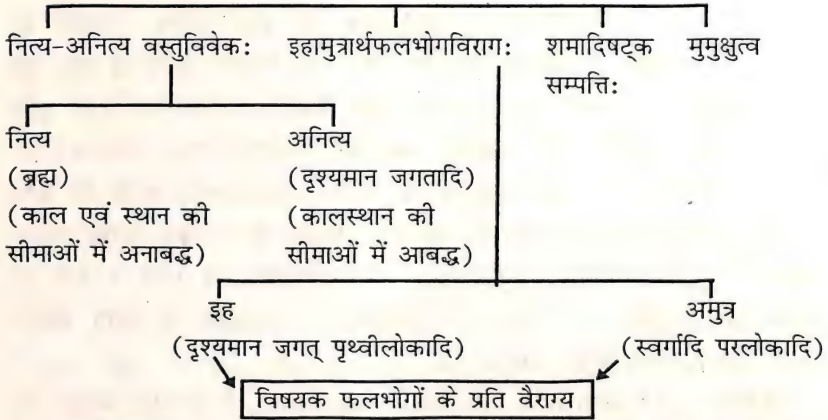 नित्य-अनित्य वस्तुविवेक: इहामुत्रार्थफलभोगविराग: शमादिषट्क मुमुक्षुत्व
सम्पत्ति:
नित्य अनित्य
(ब्रह्म) (दृश्यमान जगतादि)
(काल एवं स्थान की (कालस्थान की
सीमाओं में अनाबद्ध) सीमाओं में आबद्ध)
इह अमुत्र
(दृश्यमान जगत् पृथ्वीलोकादि) (स्वर्गादि परलोकादि)
विषयक फलभोगों के प्रति वैराग्य